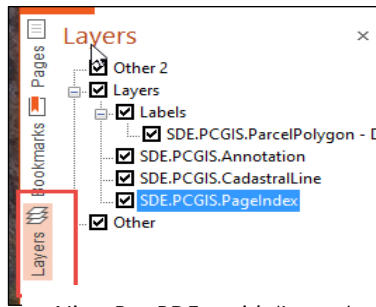 Layers
×
Pages
Bookmarks
Layers
Other 2
Layers
Labels
SDE.PCGIS.ParcelPolygon - D
SDE.PCGIS.Annotation
SDE.PCGIS.CadastralLine
SDE.PCGIS.PageIndex
Other